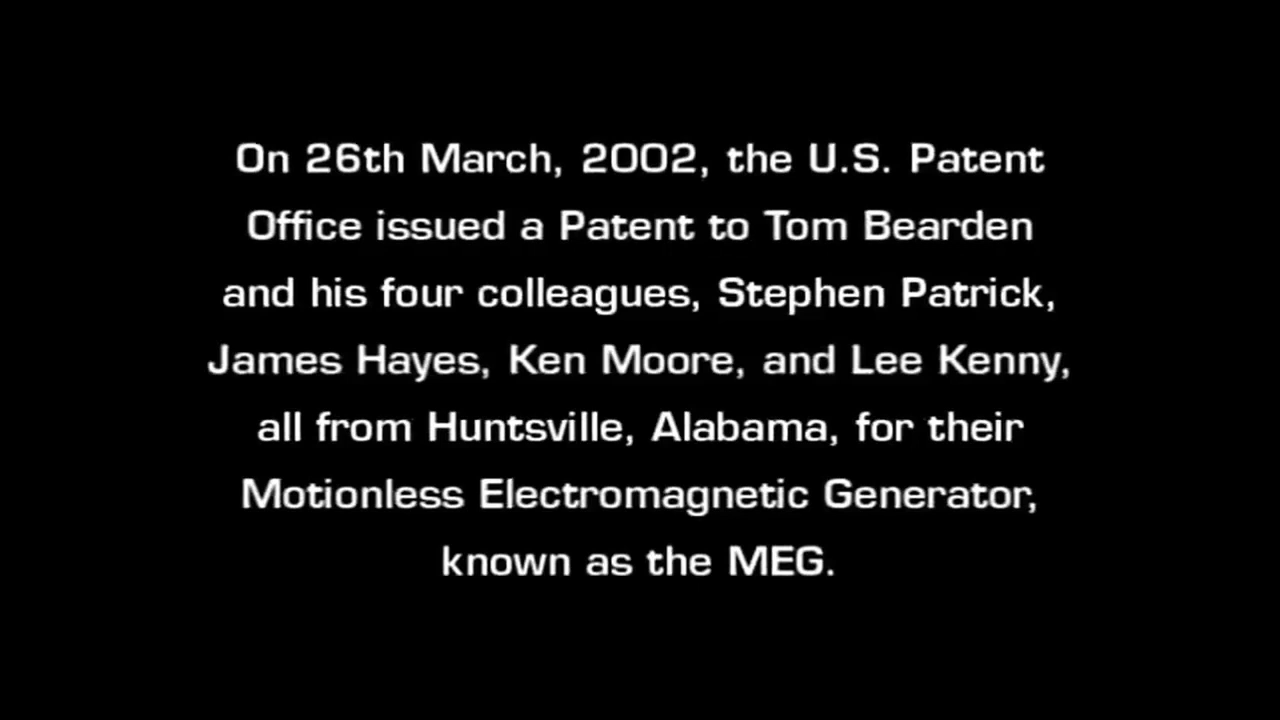 On 26th March, 2002, the U.S. Patent
Office issued a Patent to Tom Bearden
and his four colleagues, Stephen Patrick,
James Hayes, Ken Moore, and Lee Kenny,
all from Huntsville, Alabama, for their
Motionless Electromagnetic Generator,
known as the MEG.